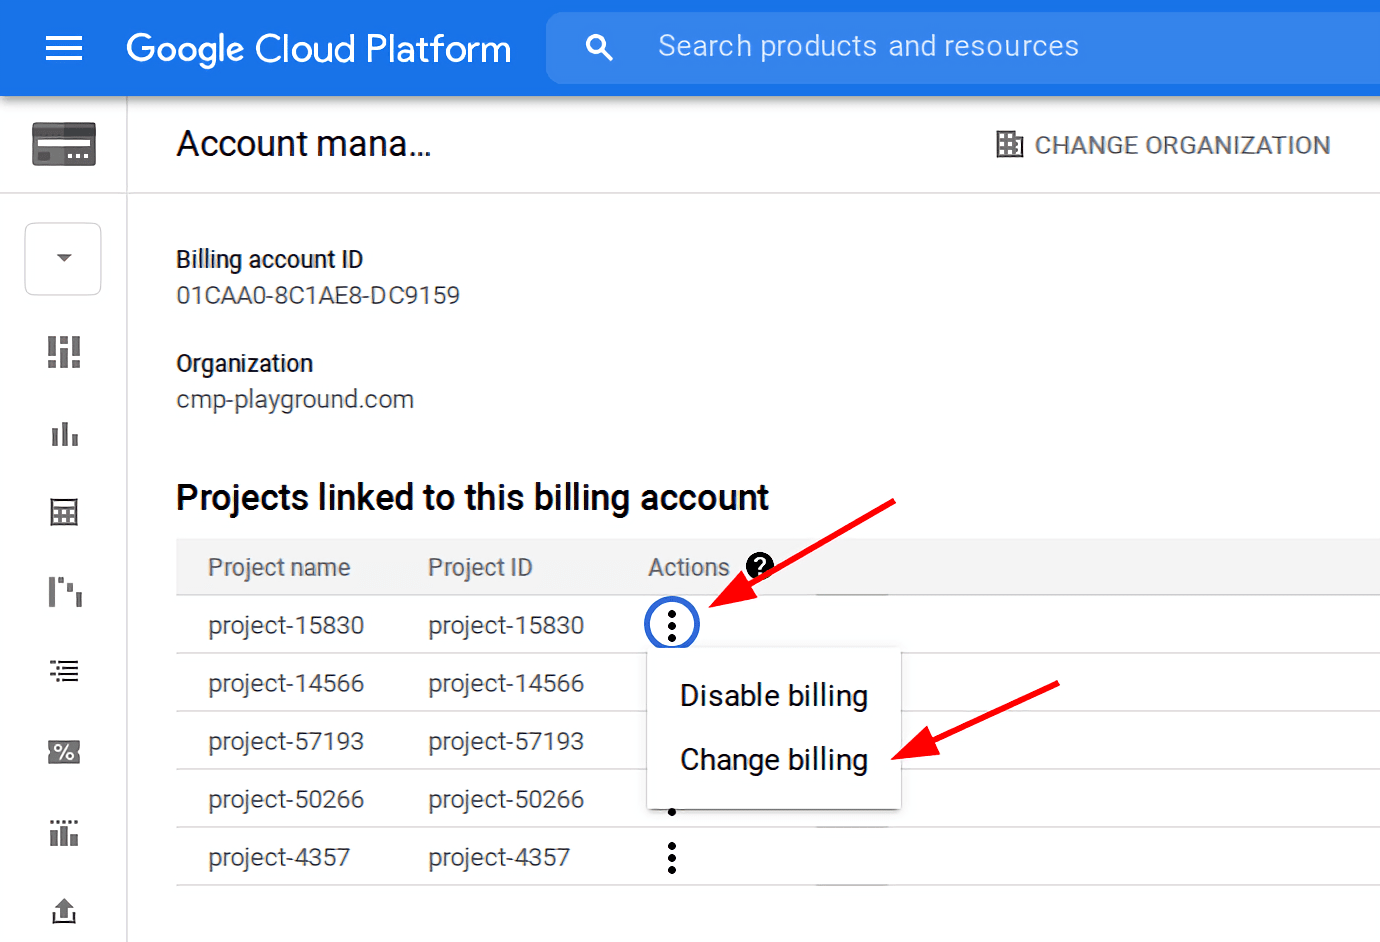 Google Cloud Platform
Search products and resources
Account mana...
CHANGE ORGANIZATION
Billing account ID
01CAA0-8C1AE8-DC9159
Organization
cmp-playground.com
Projects linked to this billing account
Project name Project ID Actions ?
project-15830 project-15830
project-14566 project-14566
Disable billing
project-57193 project-57193
Change billing
project-50266 project-50266
project-4357 project-4357
%